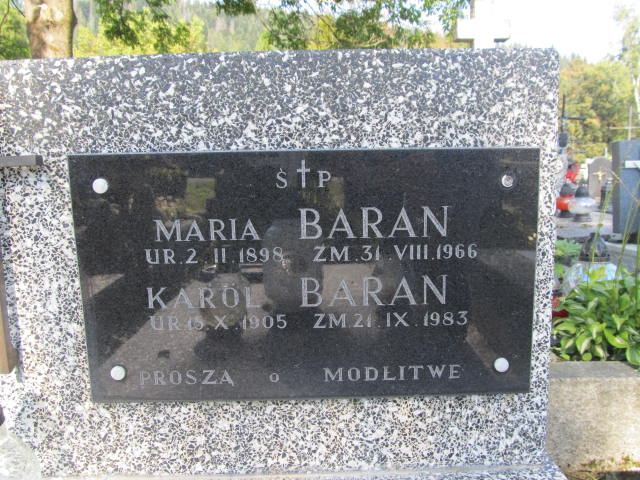 Ś † P
MARIA BARAN
UR. 2. II. 1898 ZM. 31. VIII. 1966
KAROL BARAN
UR. 15. X. 1905 ZM. 21. IX. 1983
PROSZĄ o MODLITWE